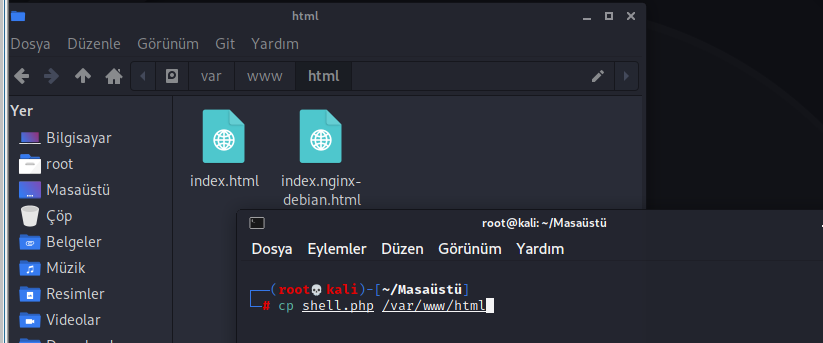 html
Dosya Düzenle Görünüm Git Yardım
var www html
Yer
Bilgisayar
root
Masaüstü
Çöp
Belgeler
Müzik
Resimler
Videolar
index.html
index.nginx-
debian.html
root@kali: ~/Masaüstü
Dosya Eylemler Düzen Görünüm Yardım
┌──(root💀kali)-[~/Masaüstü]
└─# cp shell.php /var/www/html